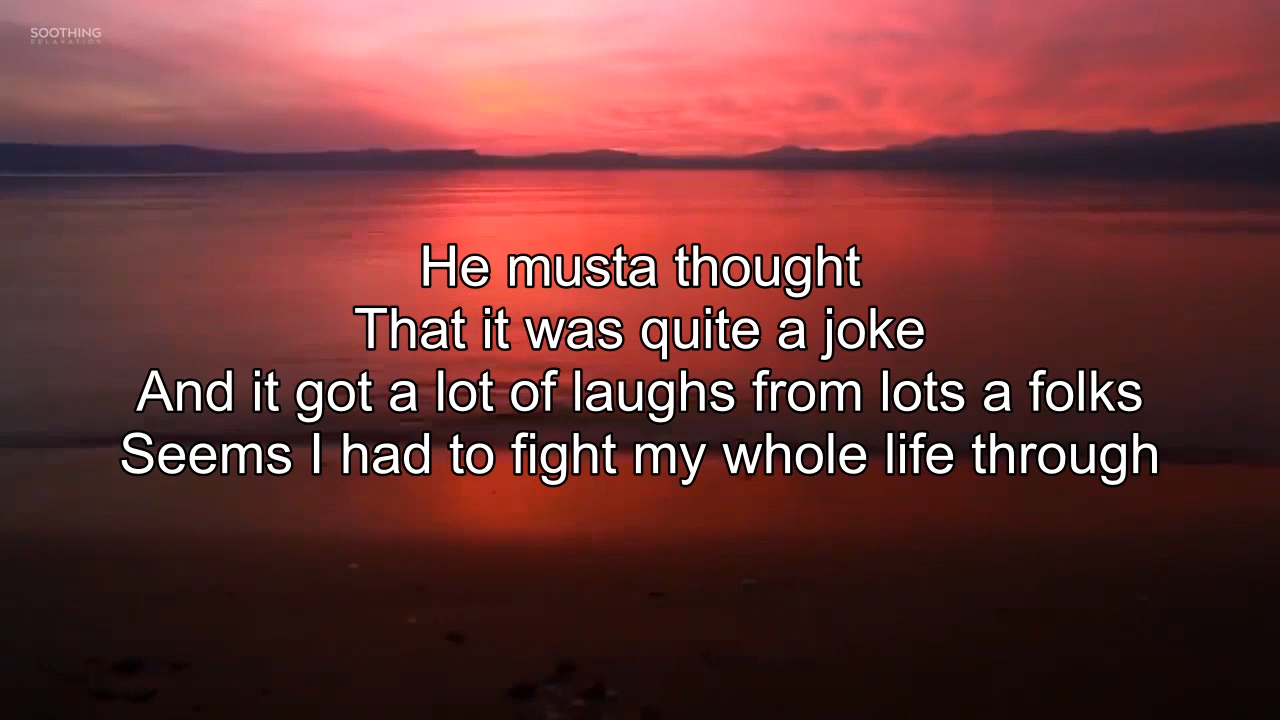 SOOTHING
RELAXATION
He musta thought
That it was quite a joke
And it got a lot of laughs from lots a folks
Seems I had to fight my whole life through